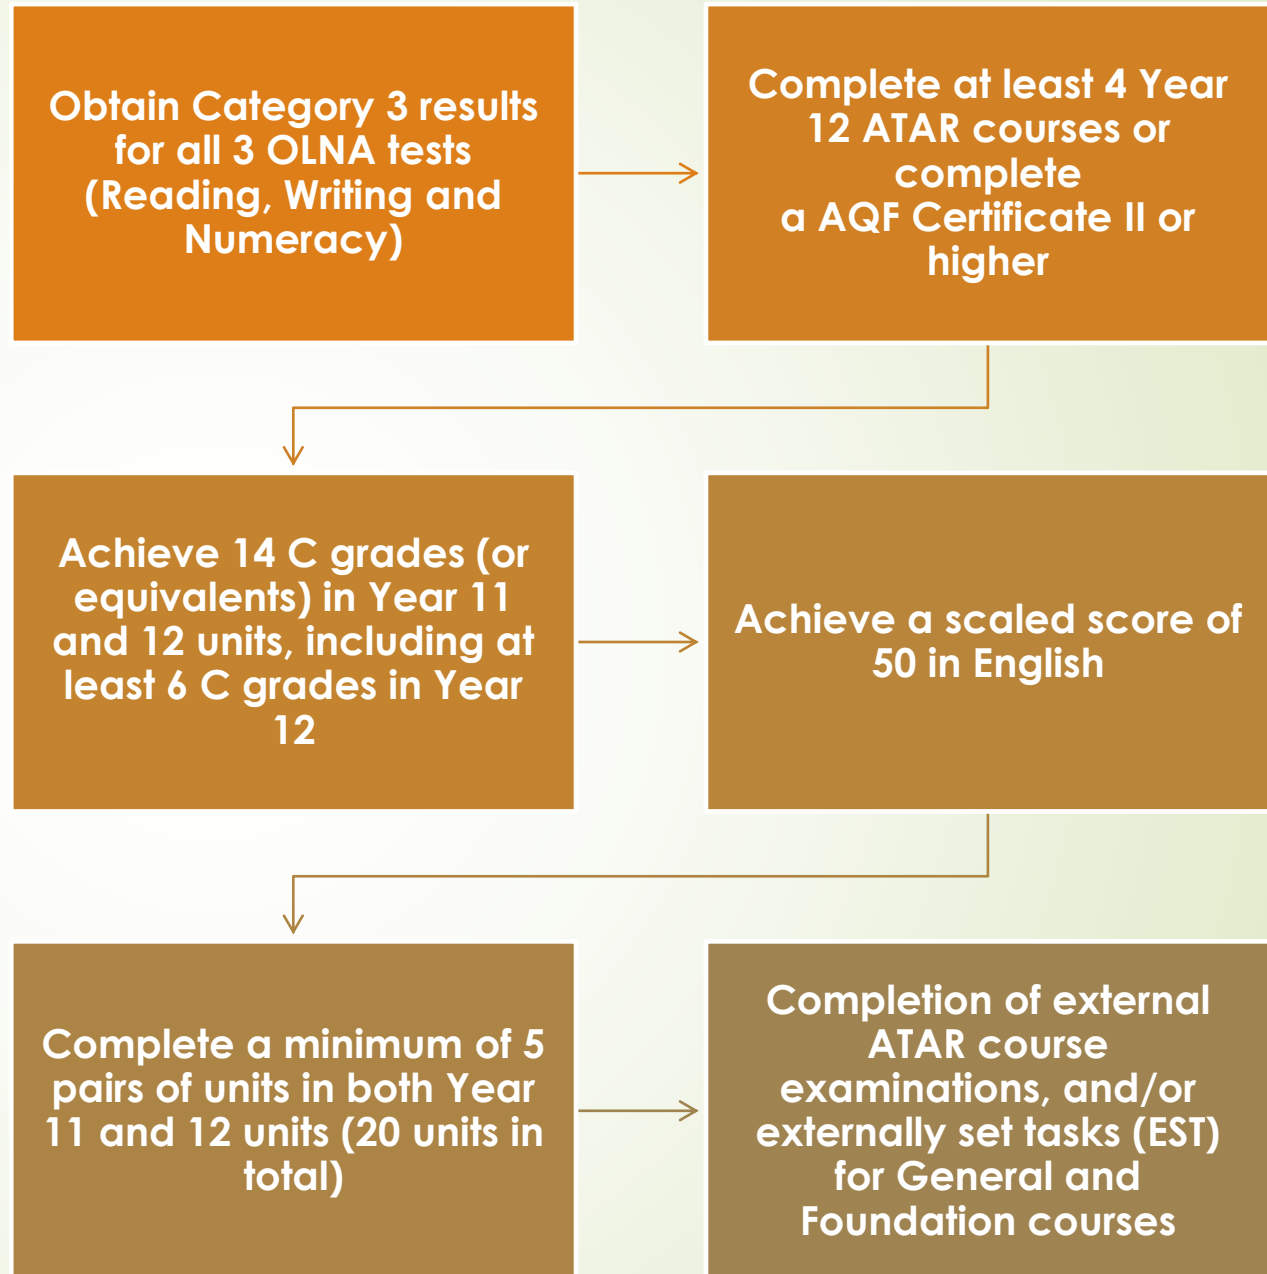 Obtain Category 3 results
for all 3 OLNA tests
(Reading, Writing and
Numeracy)
Complete at least 4 Year
12 ATAR courses or
complete
a AQF Certificate II or
higher
Achieve 14 C grades (or
equivalents) in Year 11
and 12 units, including at
least 6 C grades in Year
12
Achieve a scaled score of
50 in English
Complete a minimum of 5
pairs of units in both Year
11 and 12 units (20 units in
total)
Completion of external
ATAR course
examinations, and/or
externally set tasks (EST)
for General and
Foundation courses